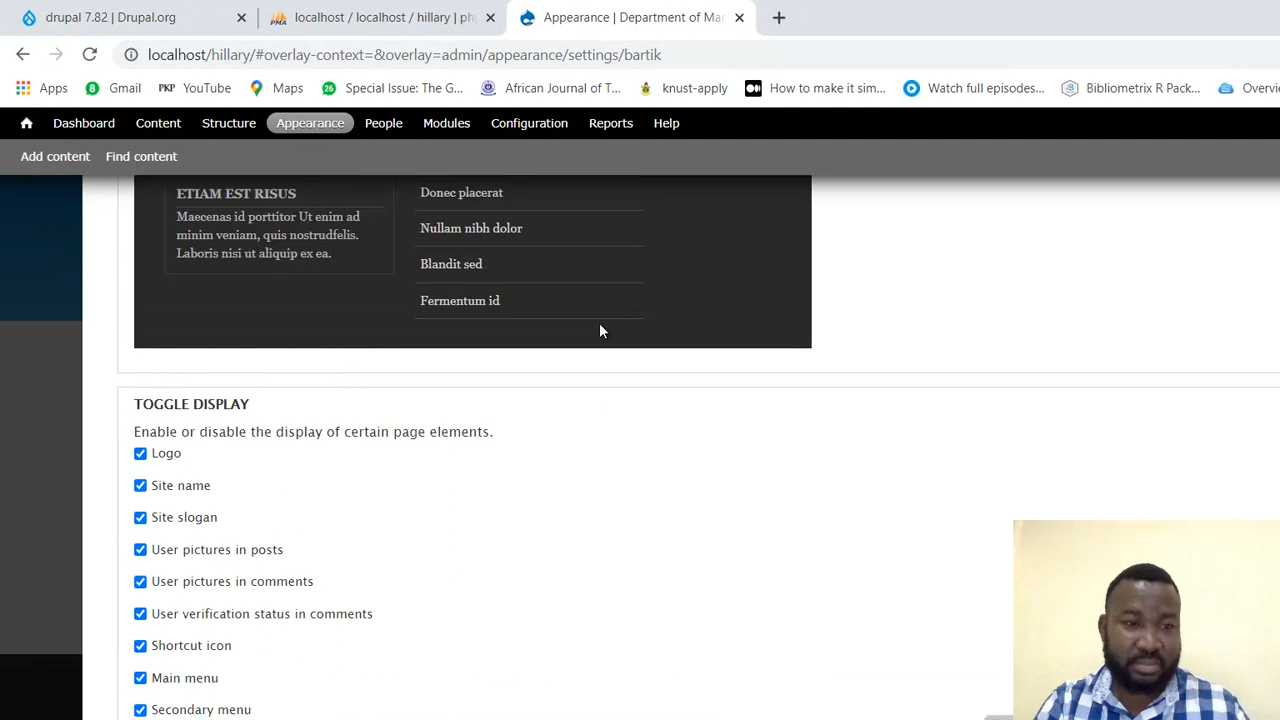 drupal 7.82 | Drupal.org
localhost / localhost / hillary | ph
Appearance | Department of Mar
localhost/hillary/#overlay-context=&overlay=admin/appearance/settings/bartik
Apps
Gmail
YouTube
Maps
Special Issue: The G...
African Journal of T...
knust-apply
How to make it sim...
Watch full episodes...
Bibliometrix R Pack...
Overvie
Dashboard
Content
Structure
Appearance
People
Modules
Configuration
Reports
Help
Add content
Find content
ETIAM EST RISUS
Maecenas id porttitor Ut enim ad
minim veniam, quis nostrudfelis.
Laboris nisi ut aliquip ex ea.
Donec placerat
Nullam nibh dolor
Blandit sed
Fermentum id
TOGGLE DISPLAY
Enable or disable the display of certain page elements.
Logo
Site name
Site slogan
User pictures in posts
User pictures in comments
User verification status in comments
Shortcut icon
Main menu
Secondary menu